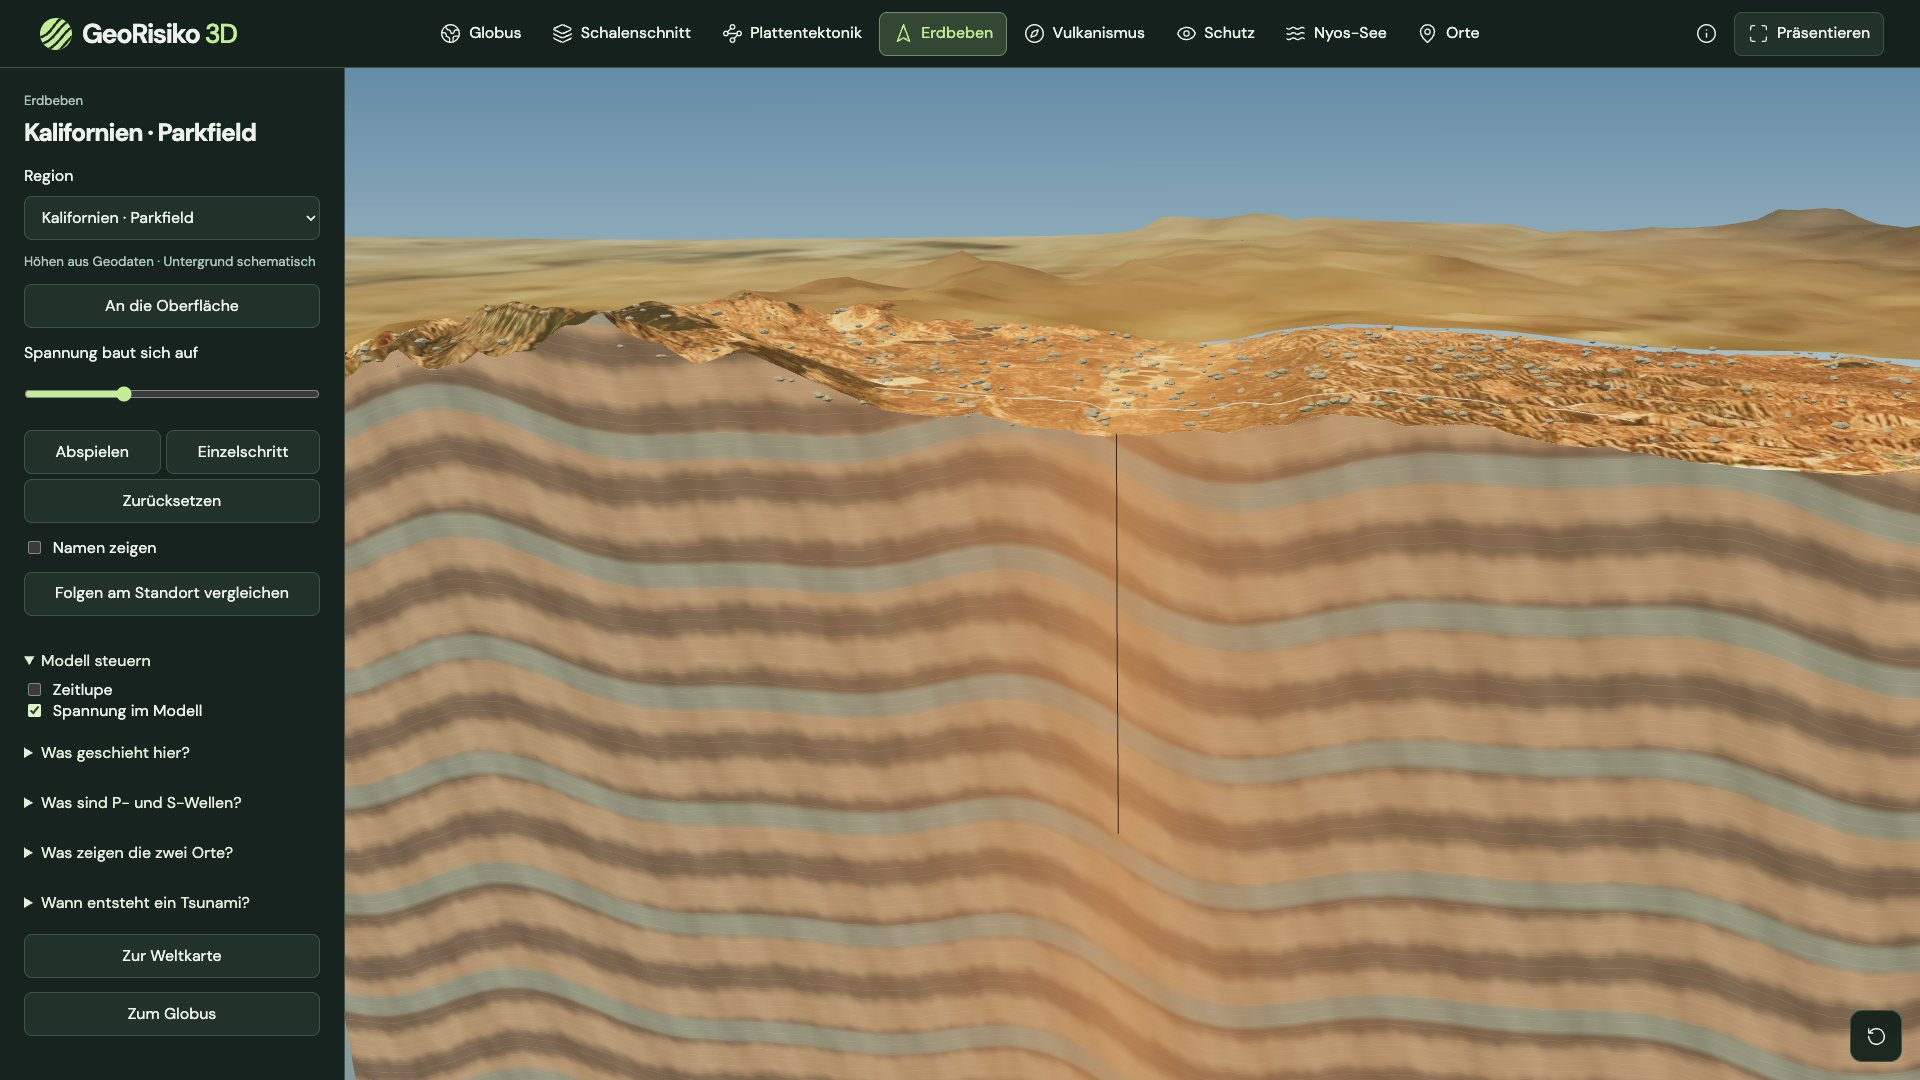 GeoRisiko 3D
Globus
Schalenschnitt
Plattentektonik
Erdbeben
Vulkanismus
Schutz
Nyos-See
Orte
Präsentieren
Erdbeben
Kalifornien · Parkfield
Region
Kalifornien · Parkfield
Höhen aus Geodaten · Untergrund schematisch
An die Oberfläche
Spannung baut sich auf
Abspielen
Einzelschritt
Zurücksetzen
Namen zeigen
Folgen am Standort vergleichen
Modell steuern
Zeitlupe
Spannung im Modell
Was geschieht hier?
Was sind P- und S-Wellen?
Was zeigen die zwei Orte?
Wann entsteht ein Tsunami?
Zur Weltkarte
Zum Globus